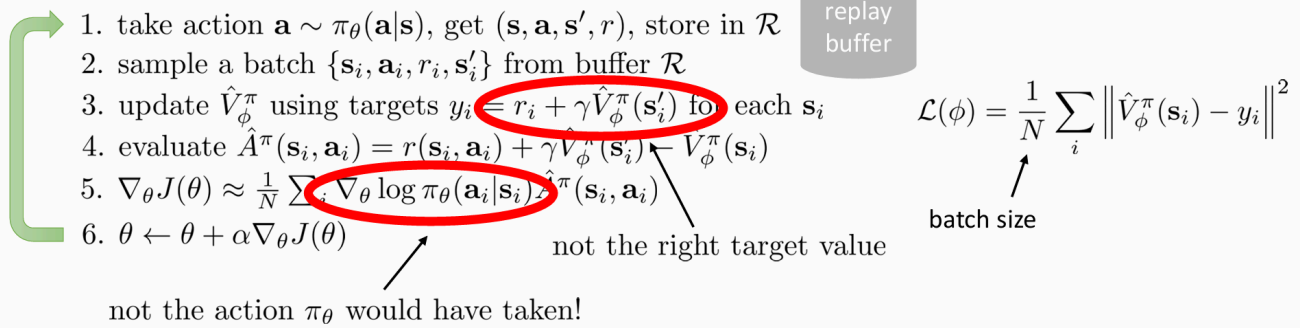 replay
buffer
1. take action a ∼ π_θ(a|s), get (s, a, s′, r), store in ℛ
2. sample a batch {s_i, a_i, r_i, s′_i} from buffer ℛ
3. update V̂^π_ϕ using targets y_i = r_i + γV̂^π_ϕ(s′_i) for each s_i
4. evaluate Â^π(s_i, a_i) = r(s_i, a_i) + γV̂^π_ϕ(s′_i) − V̂^π_ϕ(s_i)
5. ∇_θJ(θ) ≈ 1/N ∑_i ∇_θ log π_θ(a_i|s_i)Â^π(s_i, a_i)
6. θ ← θ + α∇_θJ(θ)
ℒ(ϕ) = 1/N ∑_i ‖V̂^π_ϕ(s_i) − y_i‖²
batch size
not the right target value
not the action π_θ would have taken!